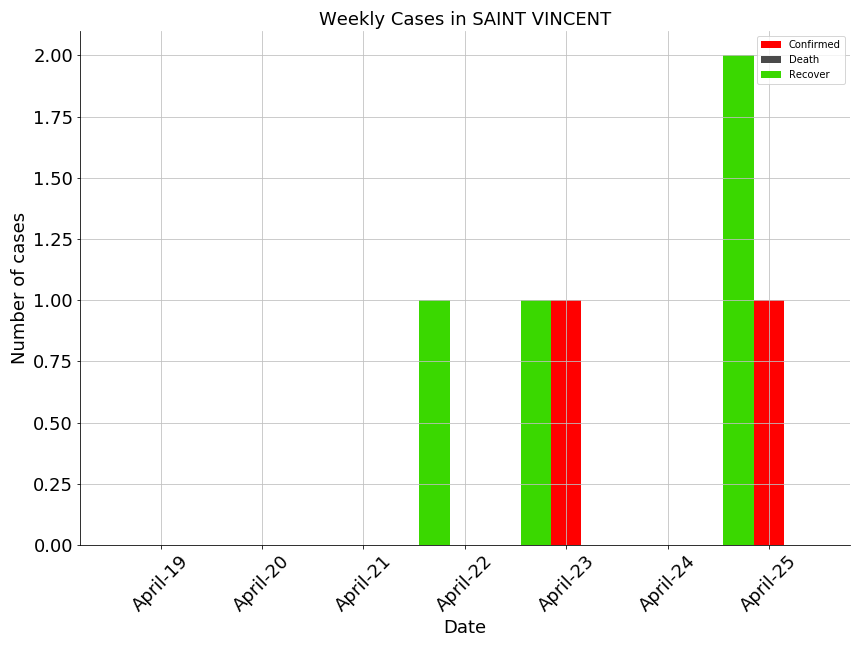 Weekly Cases in SAINT VINCENT
Confirmed
Death
Recover
Number of cases
2.00
1.75
1.50
1.25
1.00
0.75
0.50
0.25
0.00
April-19
April-20
April-21
April-22
April-23
April-24
April-25
Date